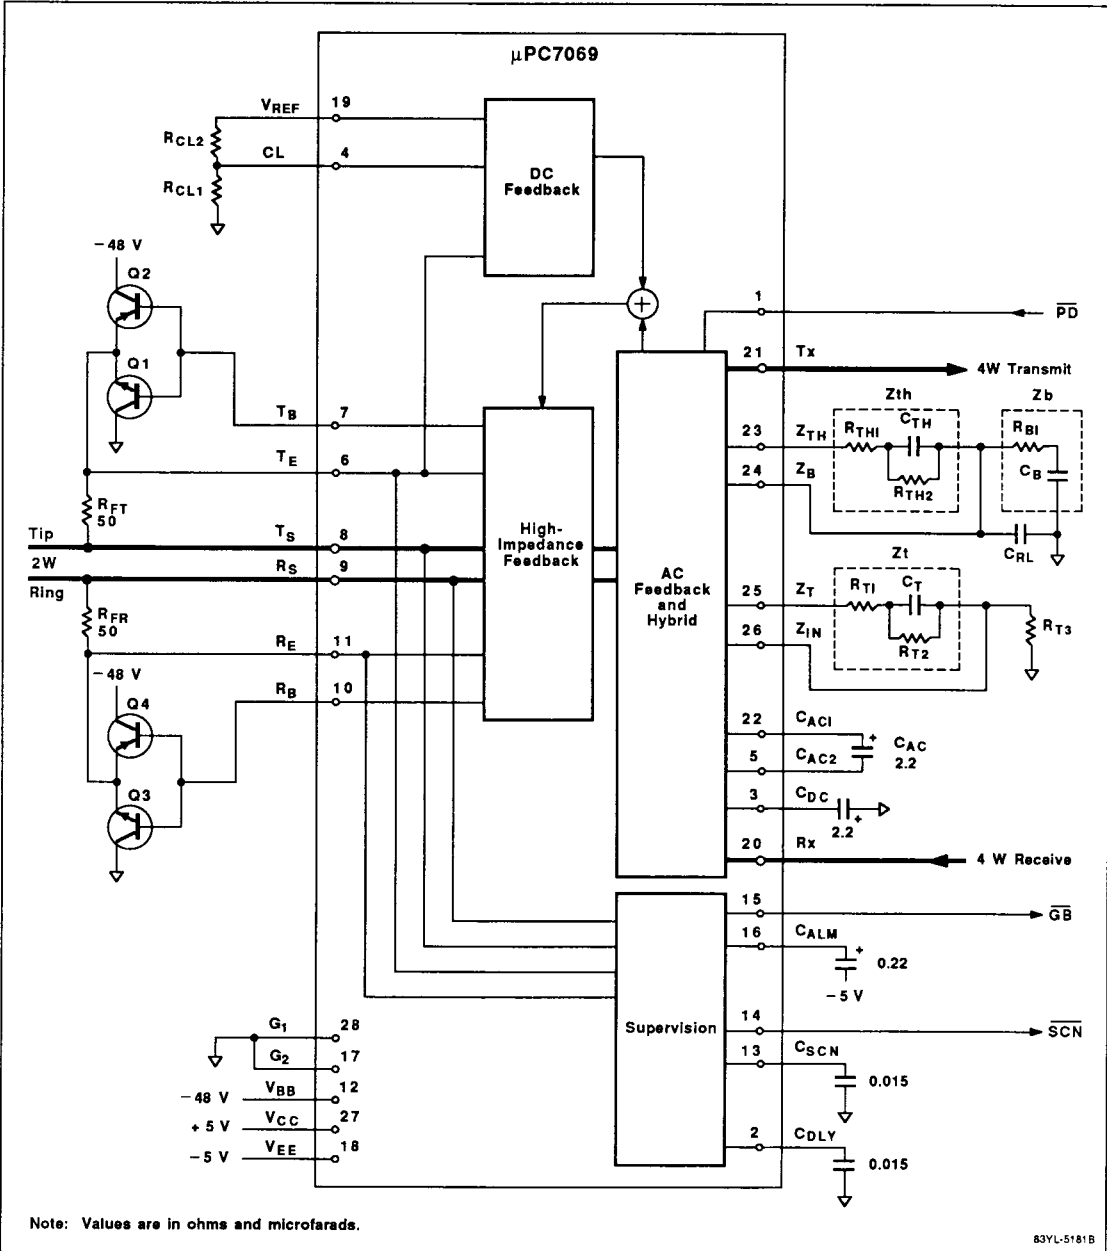 μPC7069
VREF 19
RCL2
CL 4
RCL1
DC
Feedback
−48 V
Q2
Q1
+
1 PD
21 Tx
4W Transmit
TB 7
TE 6
RFT
50
Tip
TS 8
2W
RS 9
Ring
RFR
50
RE 11
−48 V
RB 10
Q4
Q3
High-
Impedance
Feedback
AC
Feedback
and
Hybrid
Zth
Zb
23 ZTH
RTH1
CTH
RTH2
RB1
CB
24 ZB
CRL
Zt
25 ZT
RT1
CT
RT2
RT3
26 ZIN
22 CAC1
+ CAC
2.2
5 CAC2
3 CDC
2.2 +
20 Rx
4 W Receive
15 GB
16 CALM
+ 0.22
−5 V
Supervision
14 SCN
13 CSCN
0.015
2 CDLY
0.015
G1 28
G2 17
−48 V VBB 12
+5 V VCC 27
−5 V VEE 18
Note: Values are in ohms and microfarads.
83YL-5181B